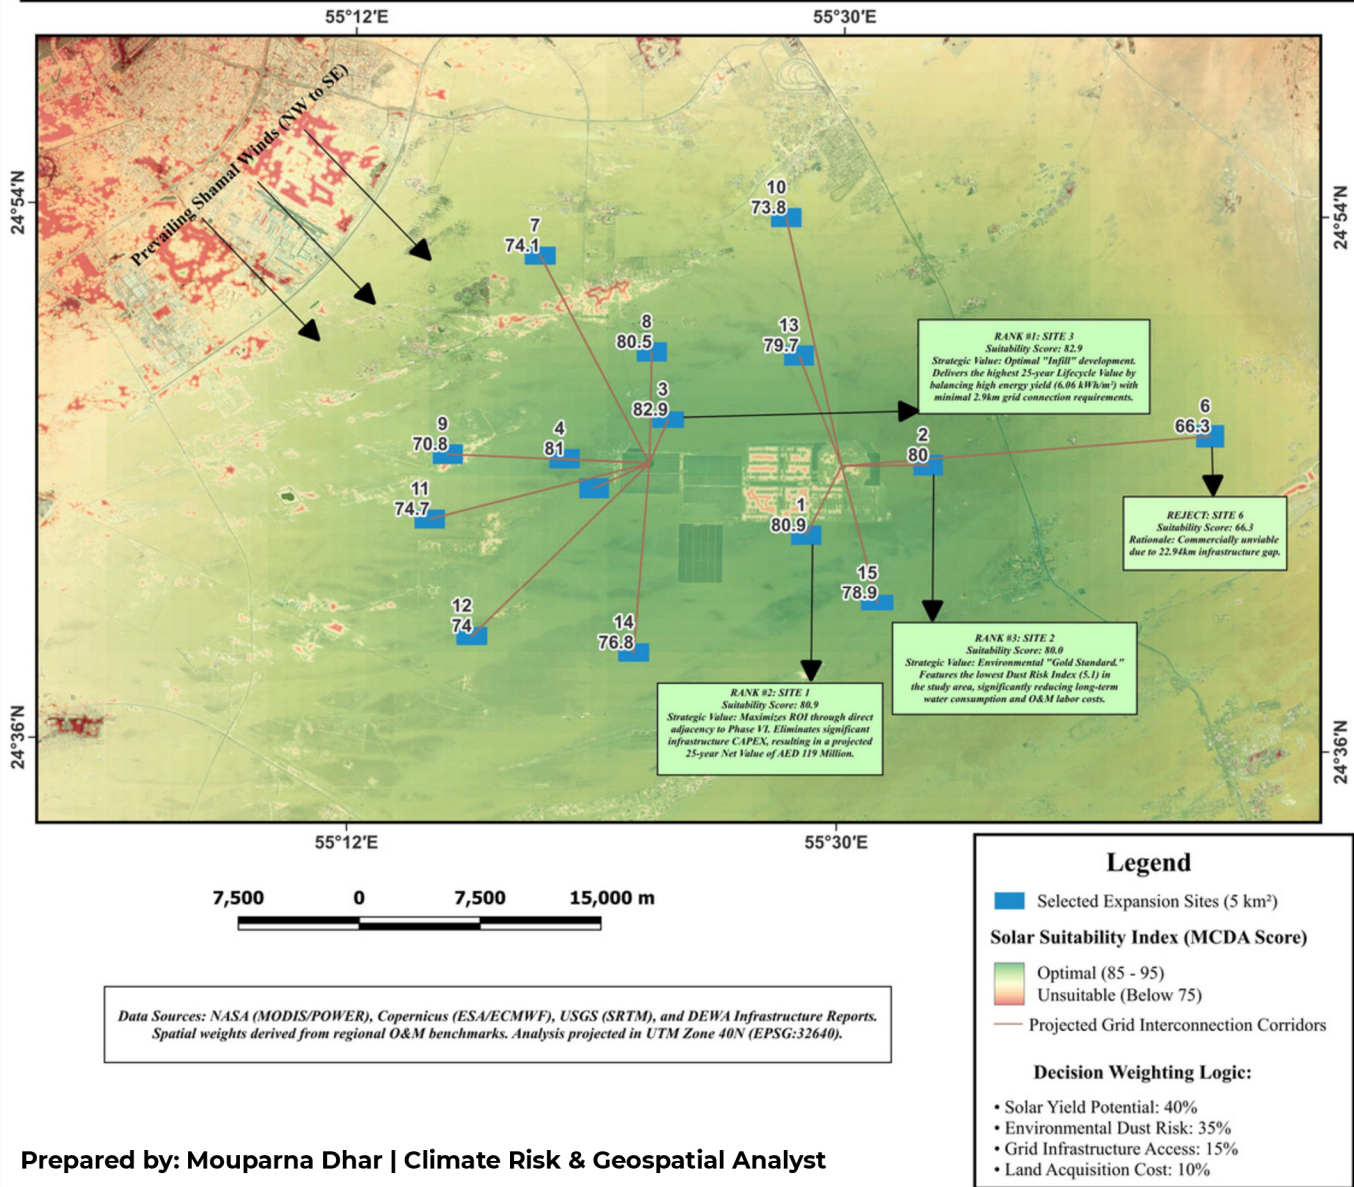 55°12'E 55°30'E
24°54'N
24°54'N
Prevailing Shamal Winds (NW to SE)
10
73.8
7
74.1
8
80.5
13
79.7
3
82.9
RANK #1: SITE 3
Suitability Score: 82.9
Strategic Value: Optimal "Infill" development.
Delivers the highest 25-year Lifecycle Value by
balancing high energy yield (6.06 kWh/m²) with
minimal 2.9km grid connection requirements.
9
70.8
4
81
2
80
6
66.3
11
74.7
1
80.9
REJECT: SITE 6
Suitability Score: 66.3
Rationale: Commercially unviable
due to 22.94km infrastructure gap.
15
78.9
12
74
14
76.8
RANK #3: SITE 2
Suitability Score: 80.0
Strategic Value: Environmental "Gold Standard."
Features the lowest Dust Risk Index (5.1) in
the study area, significantly reducing long-term
water consumption and O&M labor costs.
RANK #2: SITE 1
Suitability Score: 80.9
Strategic Value: Maximizes ROI through direct
adjacency to Phase VI. Eliminates significant
infrastructure CAPEX, resulting in a projected
25-year Net Value of AED 119 Million.
24°36'N
24°36'N
55°12'E 55°30'E
7,500 0 7,500 15,000 m
Data Sources: NASA (MODIS/POWER), Copernicus (ESA/ECMWF), USGS (SRTM), and DEWA Infrastructure Reports.
Spatial weights derived from regional O&M benchmarks. Analysis projected in UTM Zone 40N (EPSG:32640).
Legend
Selected Expansion Sites (5 km²)
Solar Suitability Index (MCDA Score)
Optimal (85 - 95)
Unsuitable (Below 75)
Projected Grid Interconnection Corridors
Decision Weighting Logic:
• Solar Yield Potential: 40%
• Environmental Dust Risk: 35%
• Grid Infrastructure Access: 15%
• Land Acquisition Cost: 10%
Prepared by: Mouparna Dhar | Climate Risk & Geospatial Analyst